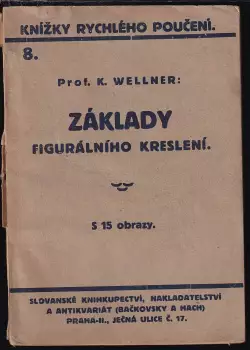 KNÍŽKY RYCHLÉHO POUČENÍ.
8.
Prof. K. WELLNER:
ZÁKLADY
FIGURÁLNÍHO KRESLENÍ.
S 15 obrazy.
SLOVANSKÉ KNIHKUPECTVÍ, NAKLADATELSTVÍ
A ANTIKVARIÁT (BAČKOVSKÝ A HACH)
PRAHA-II., JEČNÁ ULICE Č. 17.